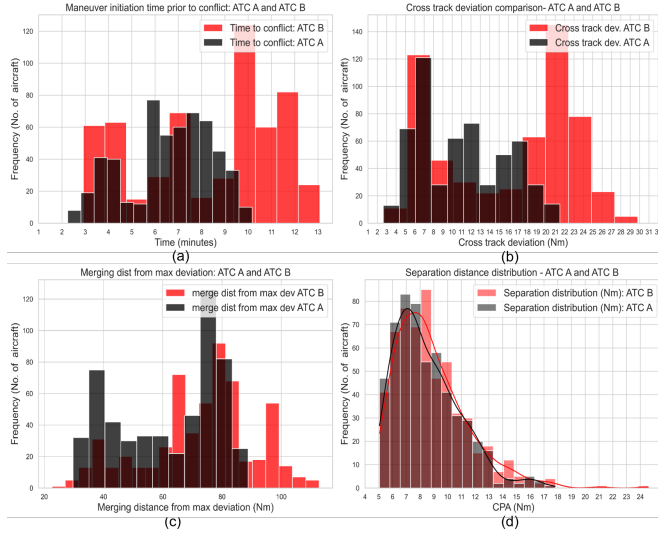 Maneuver initiation time prior to conflict: ATC A and ATC B
Time to conflict: ATC B
Time to conflict: ATC A
Frequency (No. of aircraft)
120
100
80
60
40
20
0
1 2 3 4 5 6 7 8 9 10 11 12 13
Time (minutes)
(a)
Cross track deviation comparison- ATC A and ATC B
Cross track dev. ATC B
Cross track dev. ATC A
Frequency (No. of aircraft)
140
120
100
80
60
40
20
0
1 2 3 4 5 6 7 8 9 10 11 12 13 14 15 16 17 18 19 20 21 22 23 24 25 26 27 28 29 30 31 3
Cross track deviation (Nm)
(b)
Merging dist from max deviation: ATC A and ATC B
merge dist from max dev ATC B
merge dist from max dev ATC A
Frequency (No. of aircraft)
120
100
80
60
40
20
0
20 40 60 80 100
Merging distance from max deviation (Nm)
(c)
Separation distance distribution - ATC A and ATC B
Separation distribution (Nm): ATC B
Separation distribution (Nm): ATC A
Frequency (No. of aircraft)
80
70
60
50
40
30
20
10
0
4 5 6 7 8 9 10 11 12 13 14 15 16 17 18 19 20 21 22 23 24
CPA (Nm)
(d)